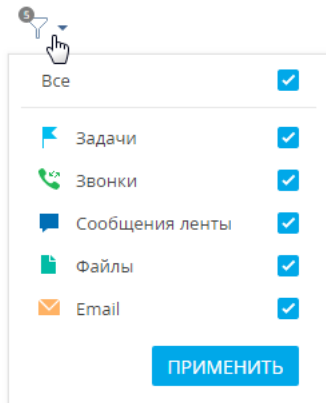 5
Все
Задачи
Звонки
Сообщения ленты
Файлы
Email
ПРИМЕНИТЬ